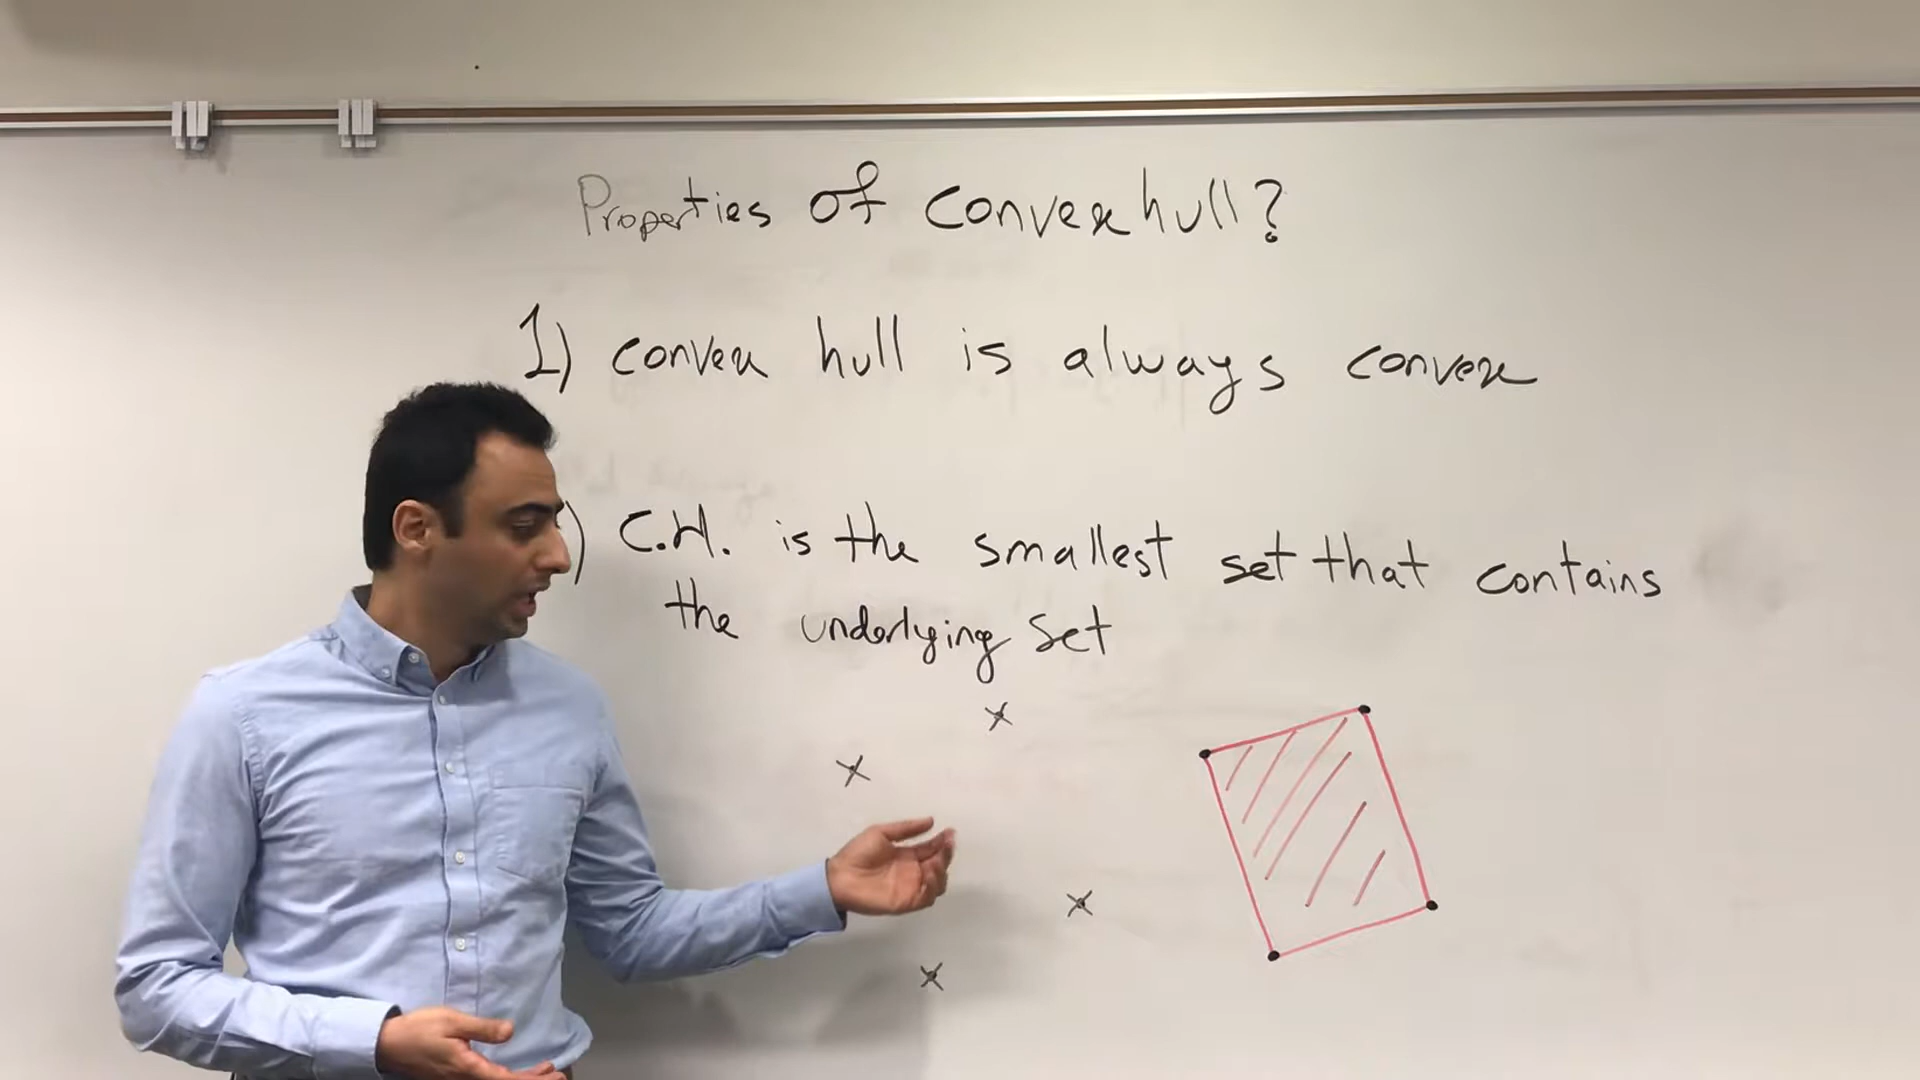 Properties of convex hull?
1) convex hull is always convex
) C.H. is the smallest set that contains
the underlying set